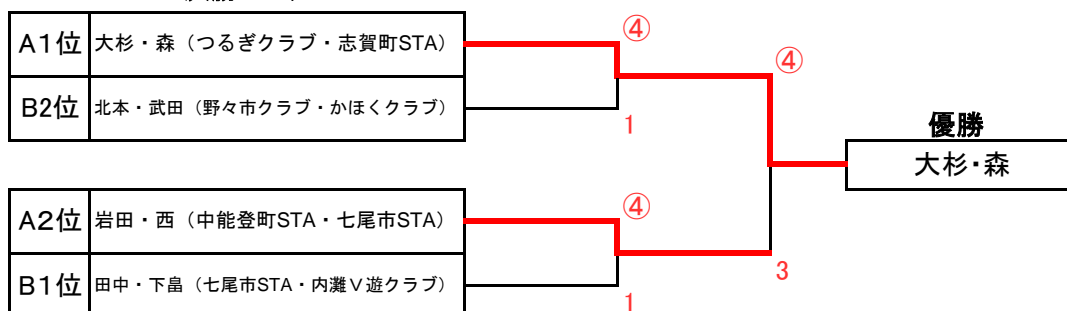 A1位 大杉・森（つるぎクラブ・志賀町STA）
④
④
B2位 北本・武田（野々市クラブ・かほくクラブ）
1
優勝
大杉・森
A2位 岩田・西（中能登町STA・七尾市STA）
④
3
B1位 田中・下畠（七尾市STA・内灘V遊クラブ）
1